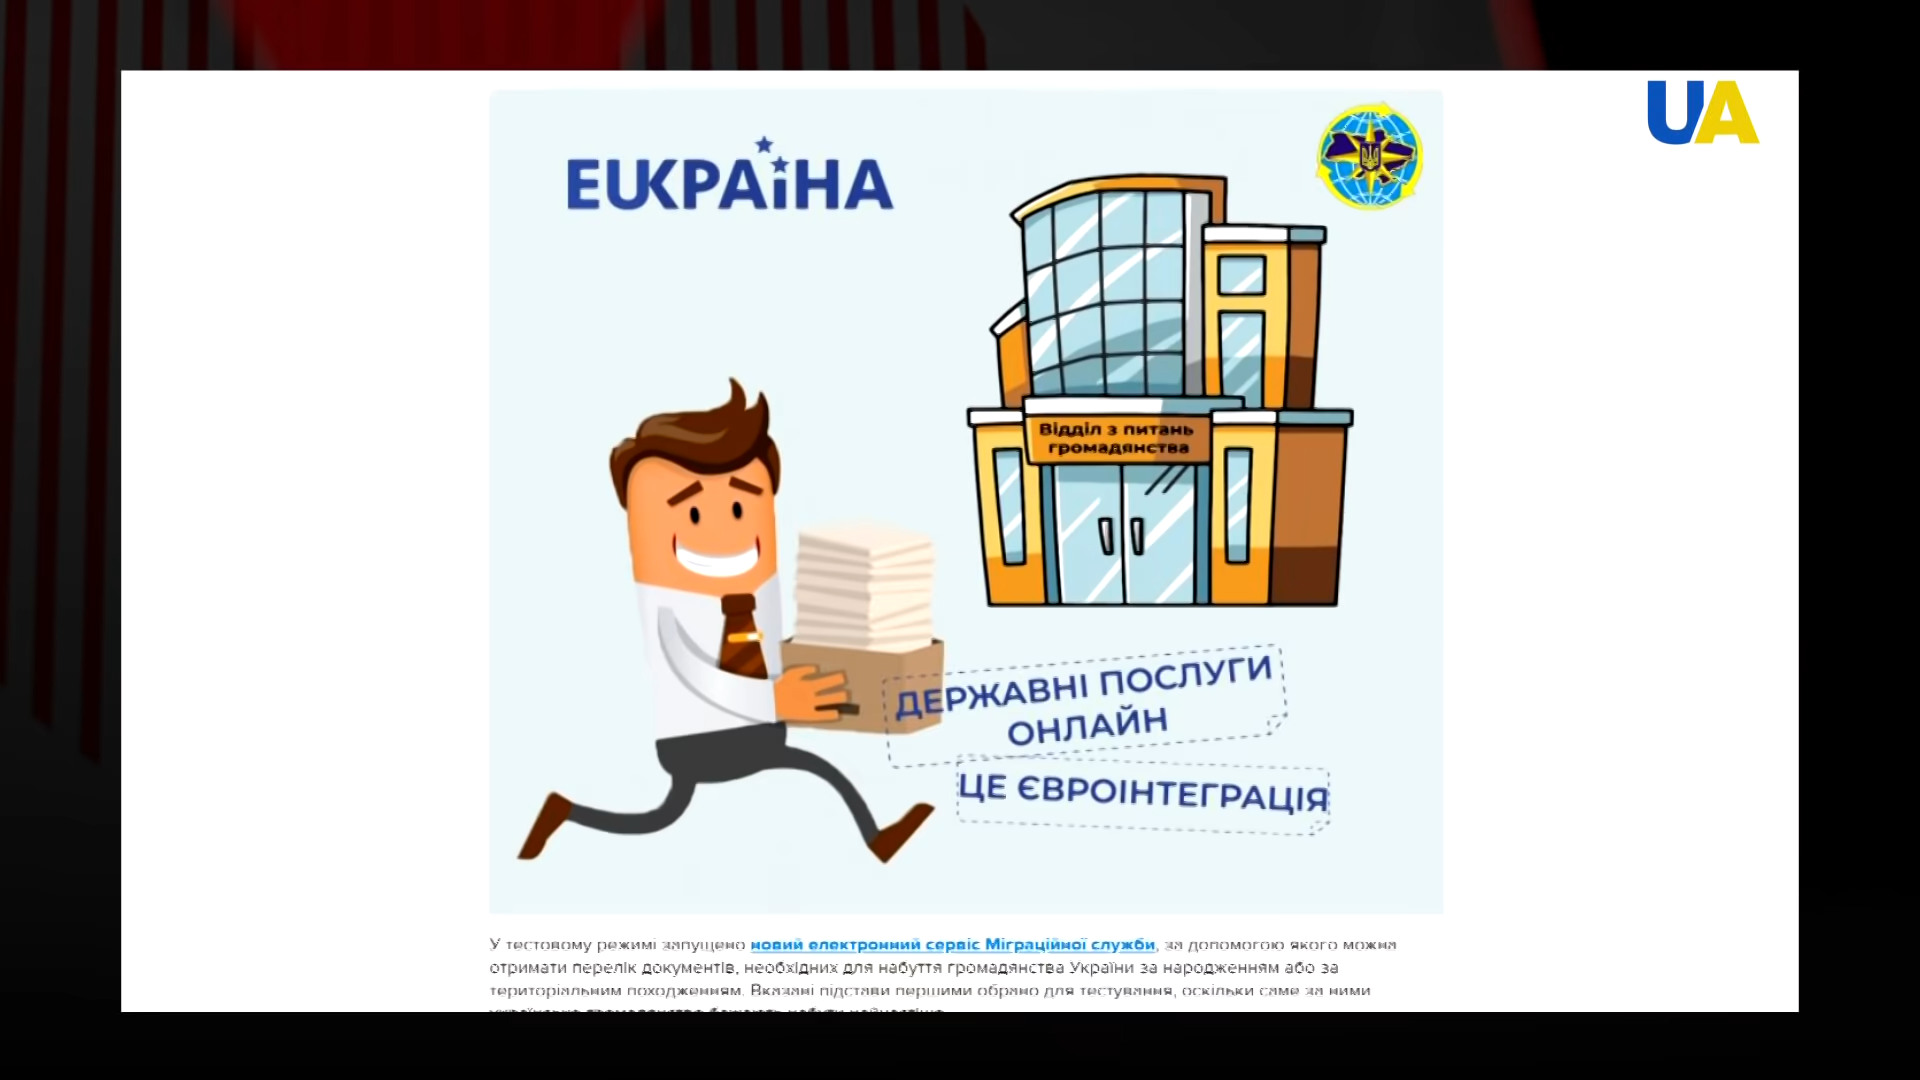 UA
EUКРАЇНА
Відділ з питань
громадянства
ДЕРЖАВНІ ПОСЛУГИ
ОНЛАЙН
ЦЕ ЄВРОІНТЕГРАЦІЯ
У тестовому режимі запущено новий електронний сервіс Міграційної служби, за допомогою якого можна
отримати перелік документів, необхідних для набуття громадянства України за народженням або за
територіальним походженням. Вказані підстави першими обрано для тестування, оскільки саме за ними